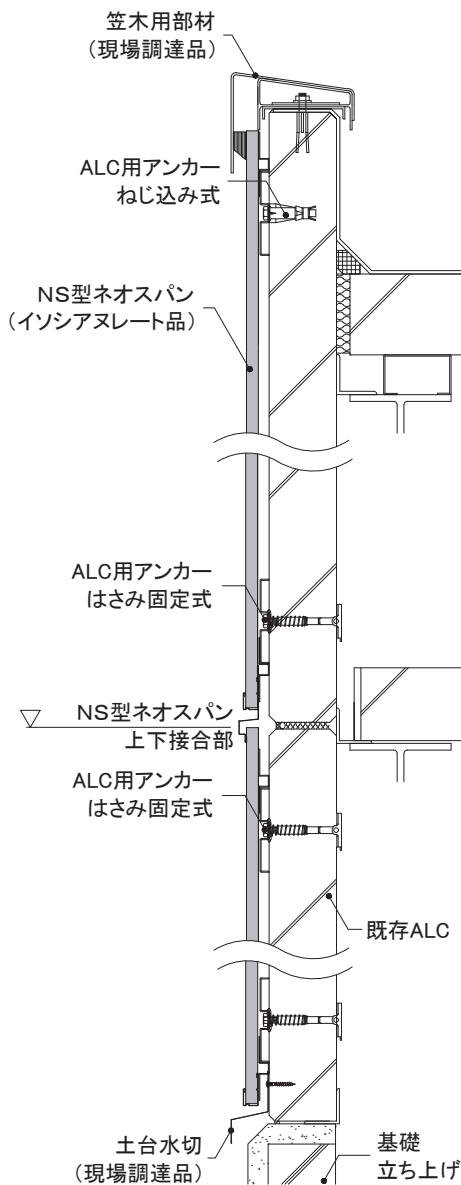 笠木用部材
（現場調達品）
ALC用アンカー
ねじ込み式
NS型ネオスパン
（イソシアヌレート品）
ALC用アンカー
はさみ固定式
NS型ネオスパン
上下接合部
ALC用アンカー
はさみ固定式
既存ALC
土台水切
（現場調達品）
基礎
立ち上げ